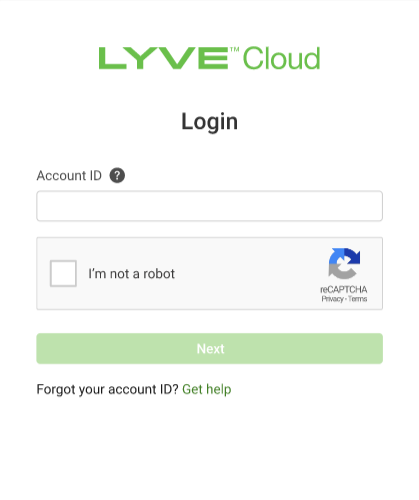 LYVE™ Cloud
Login
Account ID ?
I'm not a robot
reCAPTCHA
Privacy - Terms
Next
Forgot your account ID? Get help